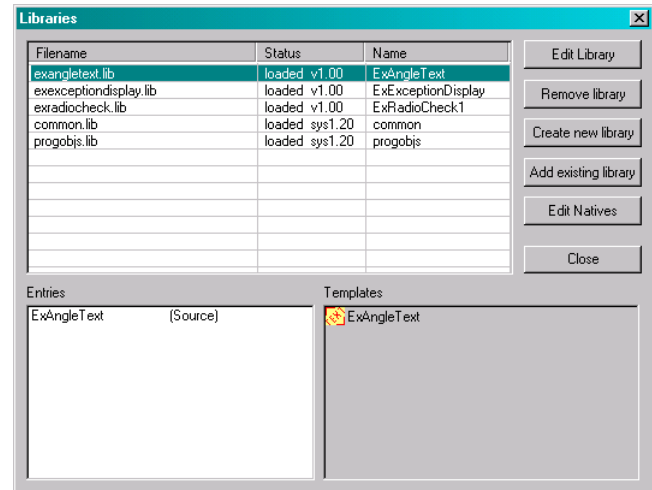 Libraries
Filename Status Name
exangletext.lib loaded v1.00 ExAngleText
exexceptiondisplay.lib loaded v1.00 ExExceptionDisplay
exradiocheck.lib loaded v1.00 ExRadioCheck1
common.lib loaded sys1.20 common
progobjs.lib loaded sys1.20 progobjs
Edit Library
Remove library
Create new library
Add existing library
Edit Natives
Close
Entries
ExAngleText (Source)
Templates
EX ExAngleText